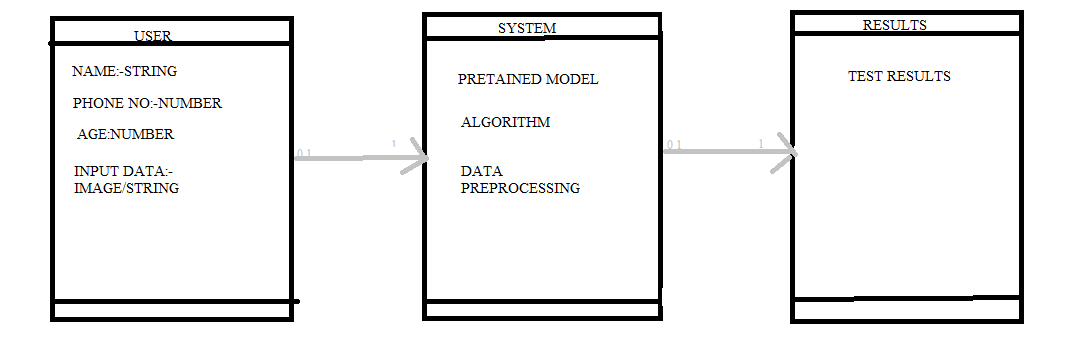 USER
NAME:-STRING
PHONE NO:-NUMBER
AGE:NUMBER
INPUT DATA:-
IMAGE/STRING
0 1
1
SYSTEM
PRETAINED MODEL
ALGORITHM
DATA
PREPROCESSING
0 1
1
RESULTS
TEST RESULTS